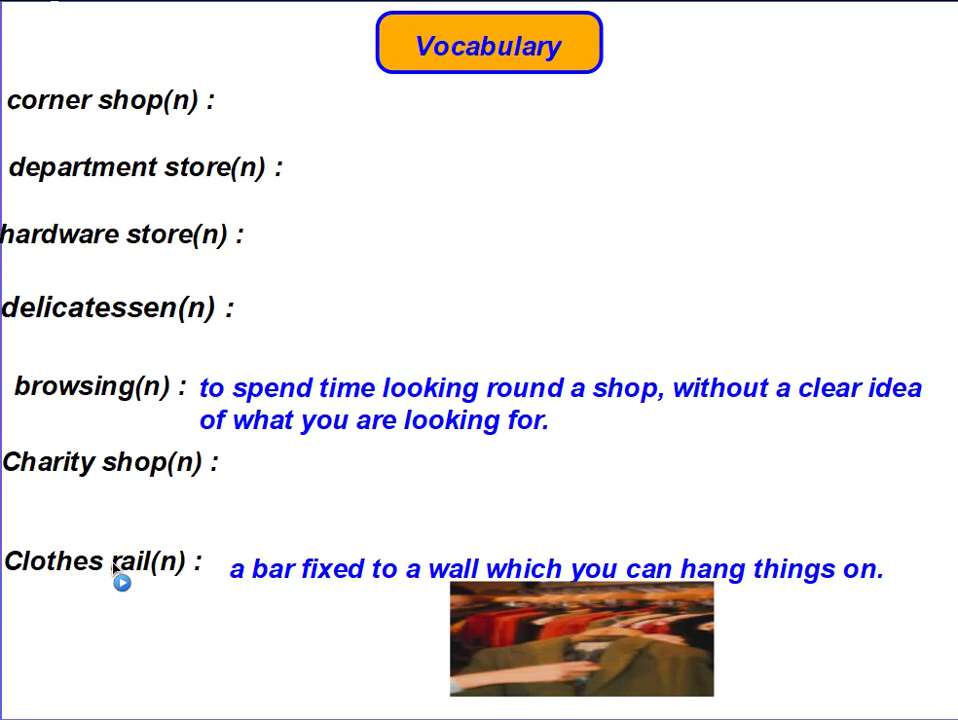 Vocabulary
corner shop(n) :
department store(n) :
hardware store(n) :
delicatessen(n) :
browsing(n) : to spend time looking round a shop, without a clear idea
of what you are looking for.
Charity shop(n) :
Clothes rail(n) : a bar fixed to a wall which you can hang things on.